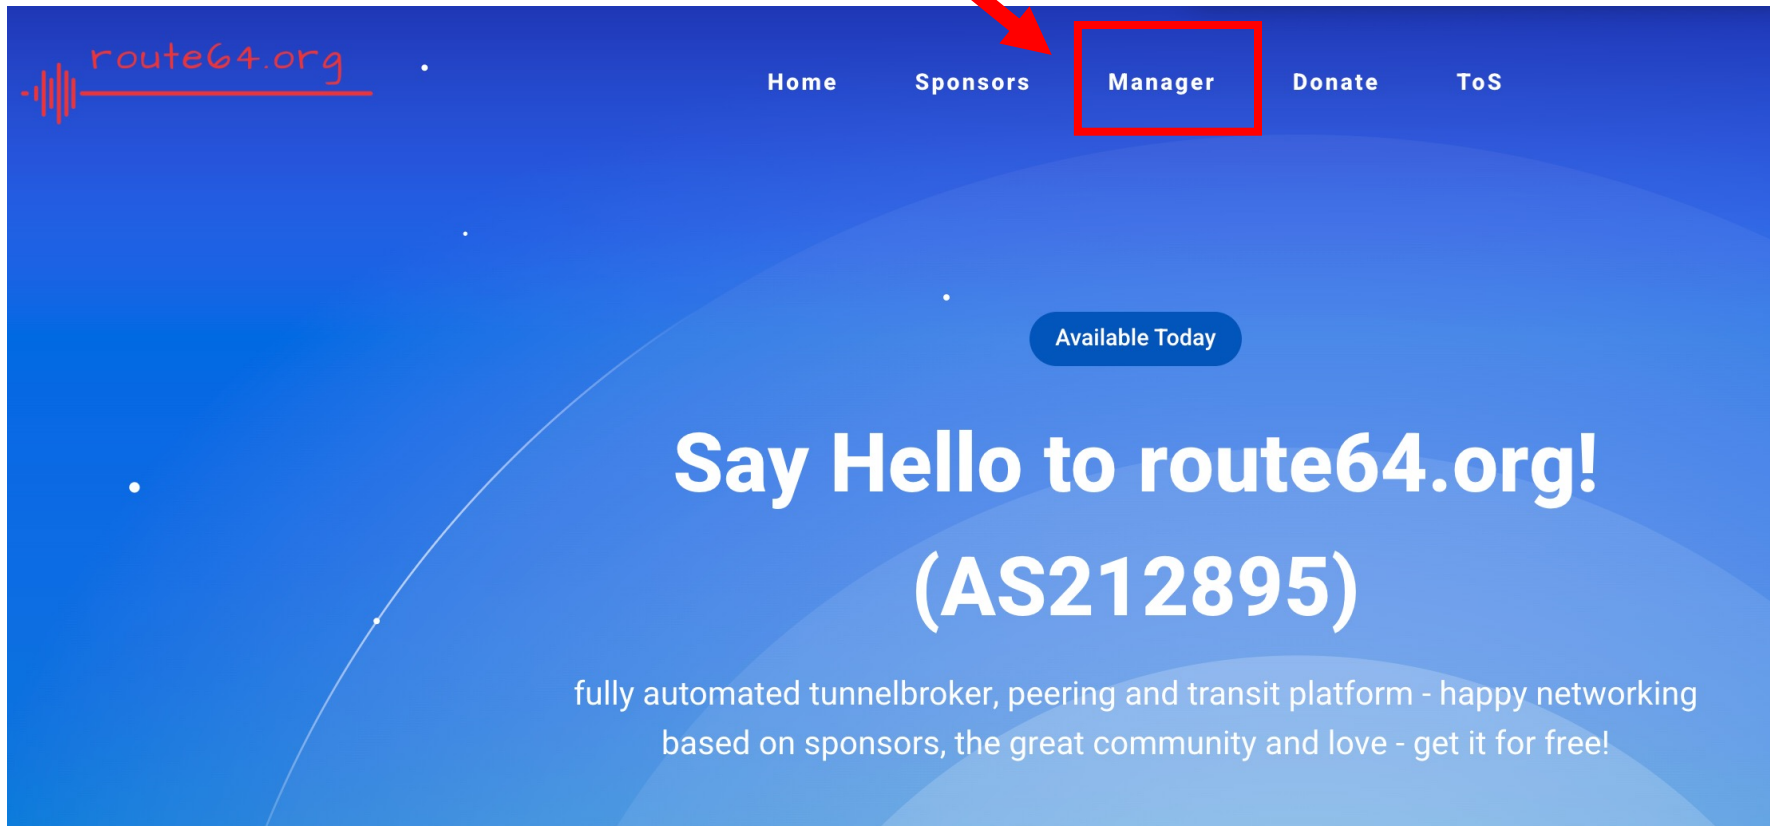 route64.org
Home Sponsors Manager Donate ToS
Available Today
Say Hello to route64.org!
(AS212895)
fully automated tunnelbroker, peering and transit platform - happy networking
based on sponsors, the great community and love - get it for free!